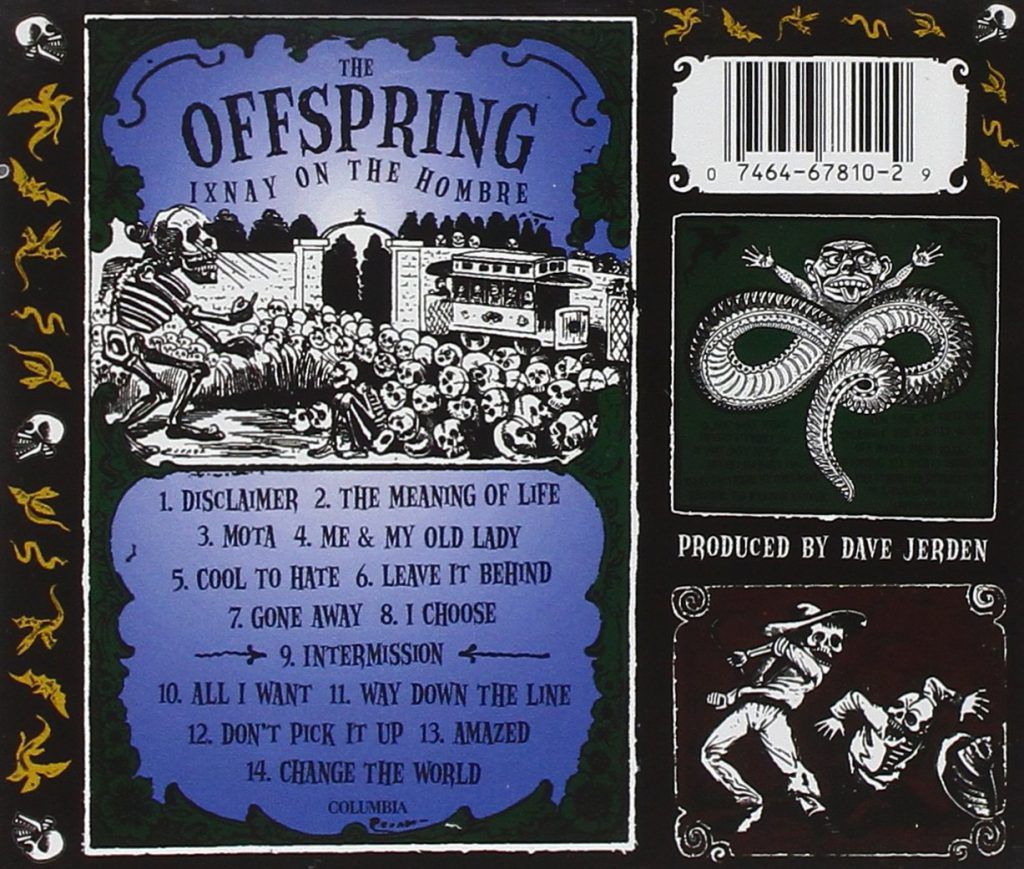 THE
OFFSPRING
IXNAY ON THE HOMBRE
1. DISCLAIMER 2. THE MEANING OF LIFE
3. MOTA 4. ME & MY OLD LADY
5. COOL TO HATE 6. LEAVE IT BEHIND
7. GONE AWAY 8. I CHOOSE
9. INTERMISSION
10. ALL I WANT 11. WAY DOWN THE LINE
12. DON'T PICK IT UP 13. AMAZED
14. CHANGE THE WORLD
COLUMBIA
0 7464-67810-2 9
PRODUCED BY DAVE JERDEN